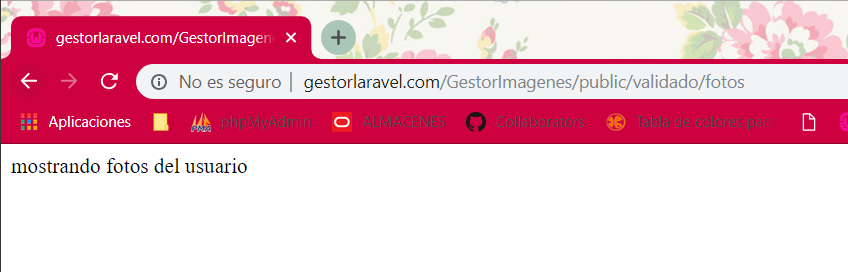 gestorlaravel.com/GestorImagene
No es seguro | gestorlaravel.com/GestorImagenes/public/validado/fotos
Aplicaciones phpMyAdmin ALMACENES Collaborators Tabla de colores par
mostrando fotos del usuario